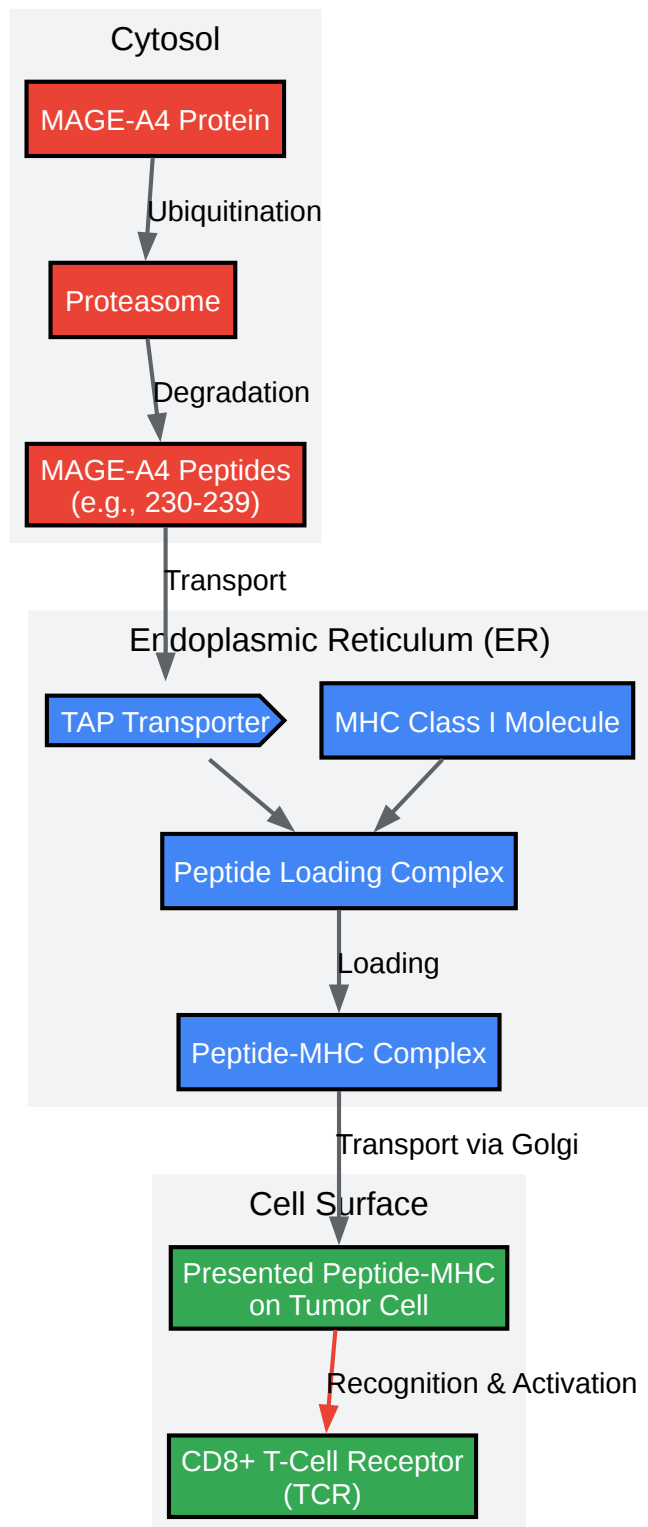 Cytosol
MAGE-A4 Protein
Ubiquitination
Proteasome
Degradation
MAGE-A4 Peptides
(e.g., 230-239)
Transport
Endoplasmic Reticulum (ER)
TAP Transporter
MHC Class I Molecule
Peptide Loading Complex
Loading
Peptide-MHC Complex
Transport via Golgi
Cell Surface
Presented Peptide-MHC
on Tumor Cell
Recognition & Activation
CD8+ T-Cell Receptor
(TCR)